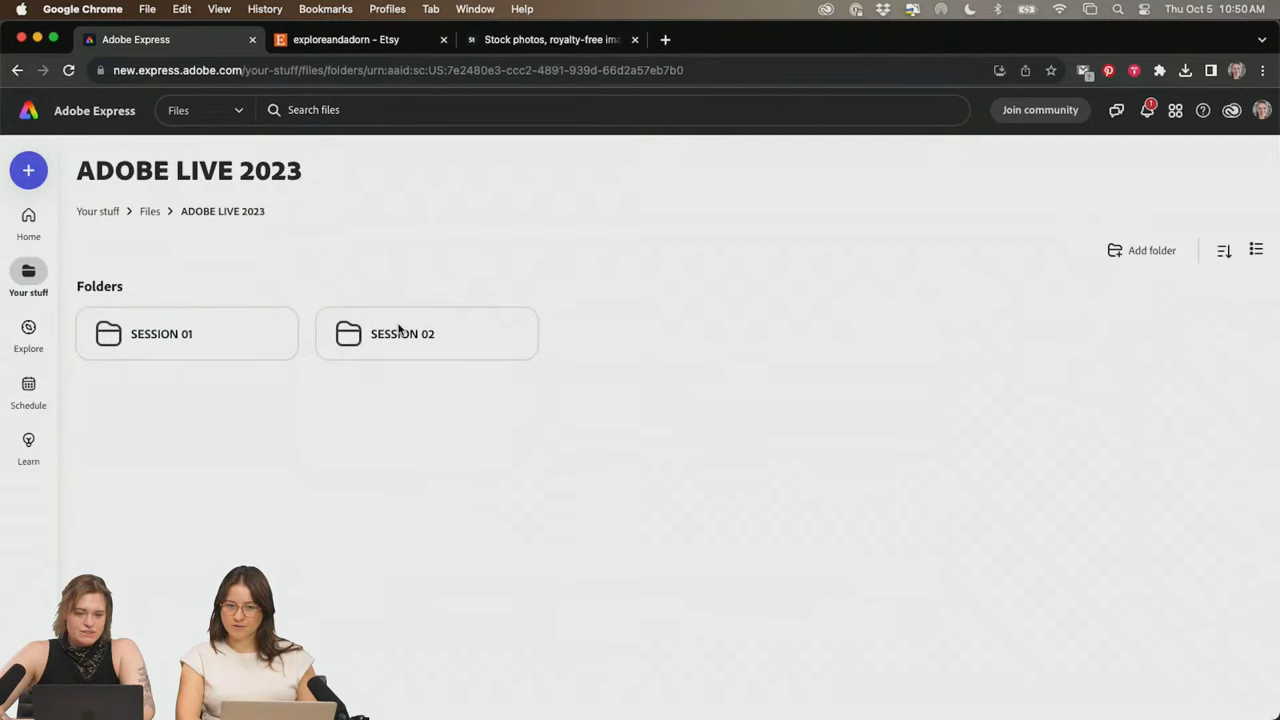 Google Chrome File Edit View History Bookmarks Profiles Tab Window Help Thu Oct 5 10:50 AM
Adobe Express exploreandadorn - Etsy St Stock photos, royalty-free ima
new.express.adobe.com/your-stuff/files/folders/urn:aaid:sc:US:7e2480e3-ccc2-4891-939d-66d2a57eb7b0
Adobe Express Files Search files Join community 1
ADOBE LIVE 2023
Your stuff Files ADOBE LIVE 2023
Add folder
Home
Your stuff
Explore
Schedule
Learn
Folders
SESSION 01 SESSION 02